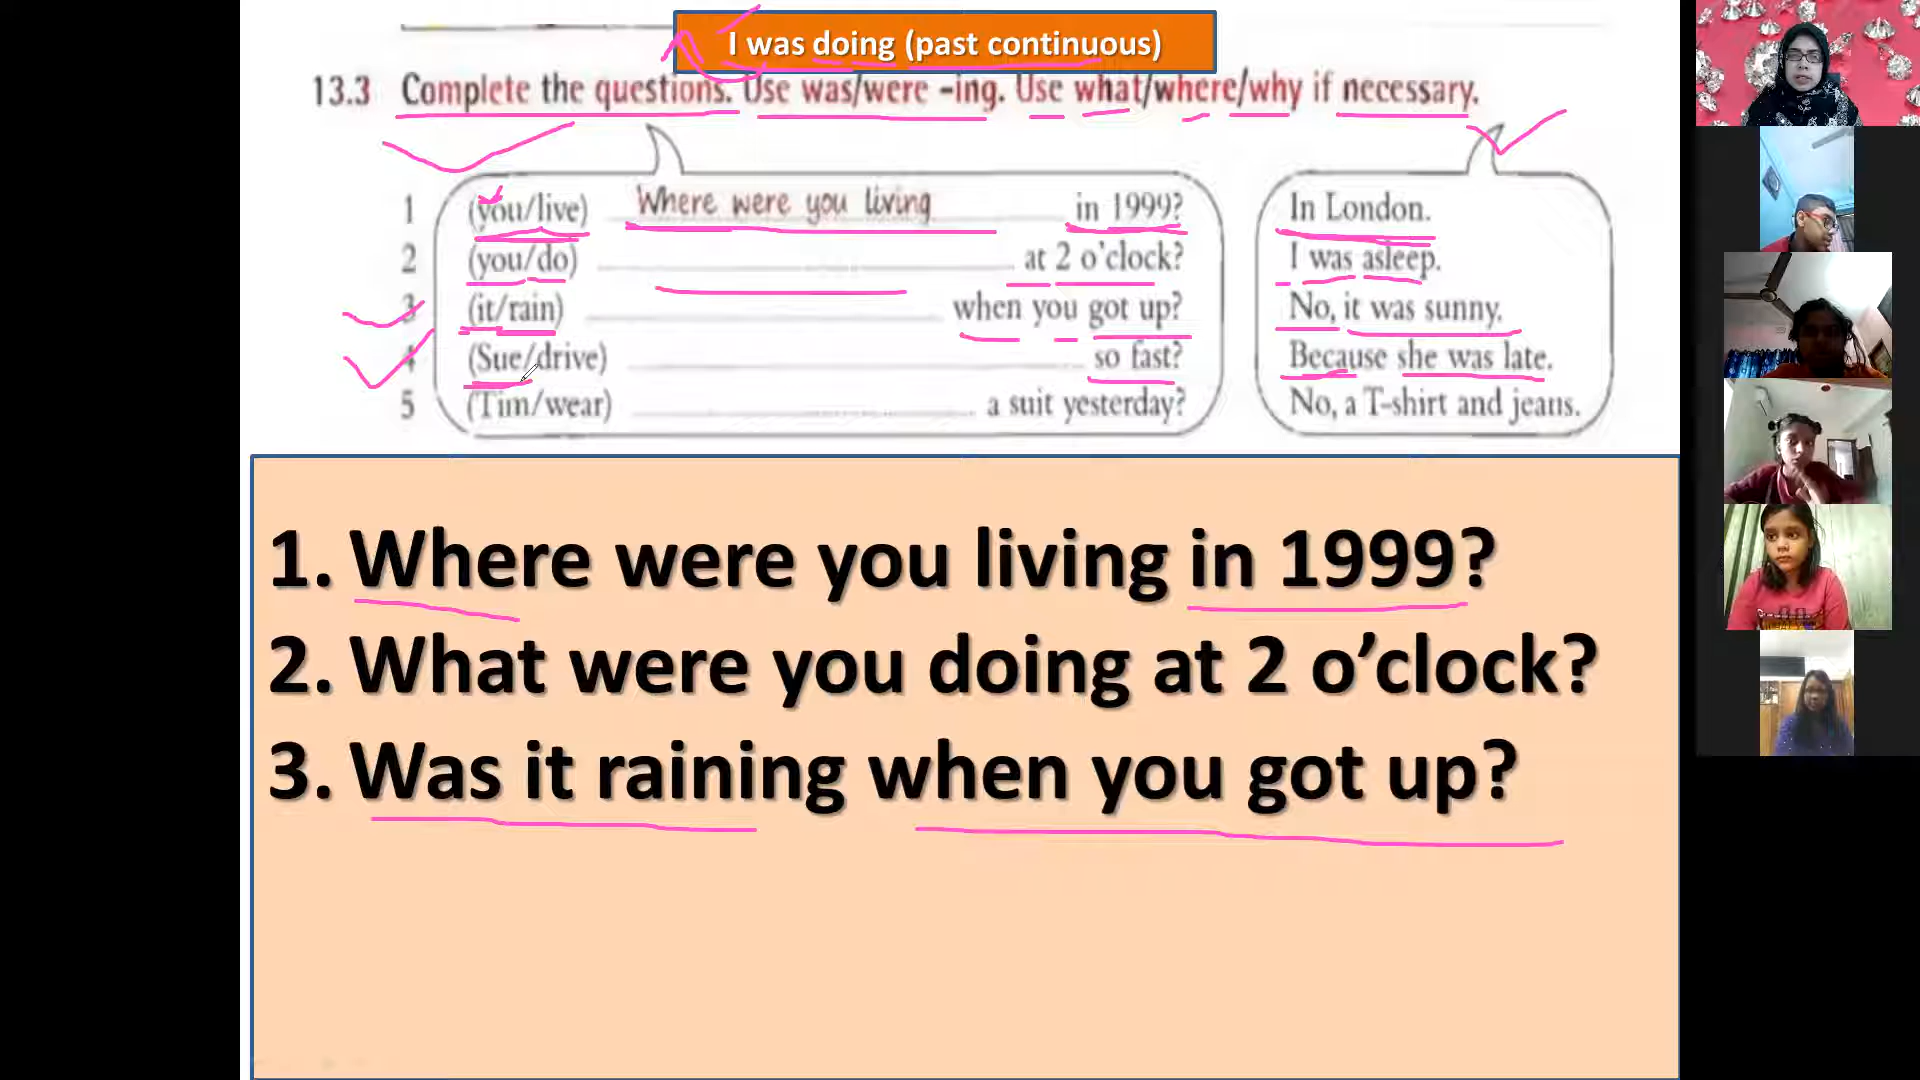 I was doing (past continuous)
13.3 Complete the questions. Use was/were –ing. Use what/where/why if necessary.
1 (you/live) Where were you living in 1999? In London.
2 (you/do) at 2 o'clock? I was asleep.
3 (it/rain) when you got up? No, it was sunny.
4 (Sue/drive) so fast? Because she was late.
5 (Tim/wear) a suit yesterday? No, a T-shirt and jeans.
1. Where were you living in 1999?
2. What were you doing at 2 o’clock?
3. Was it raining when you got up?